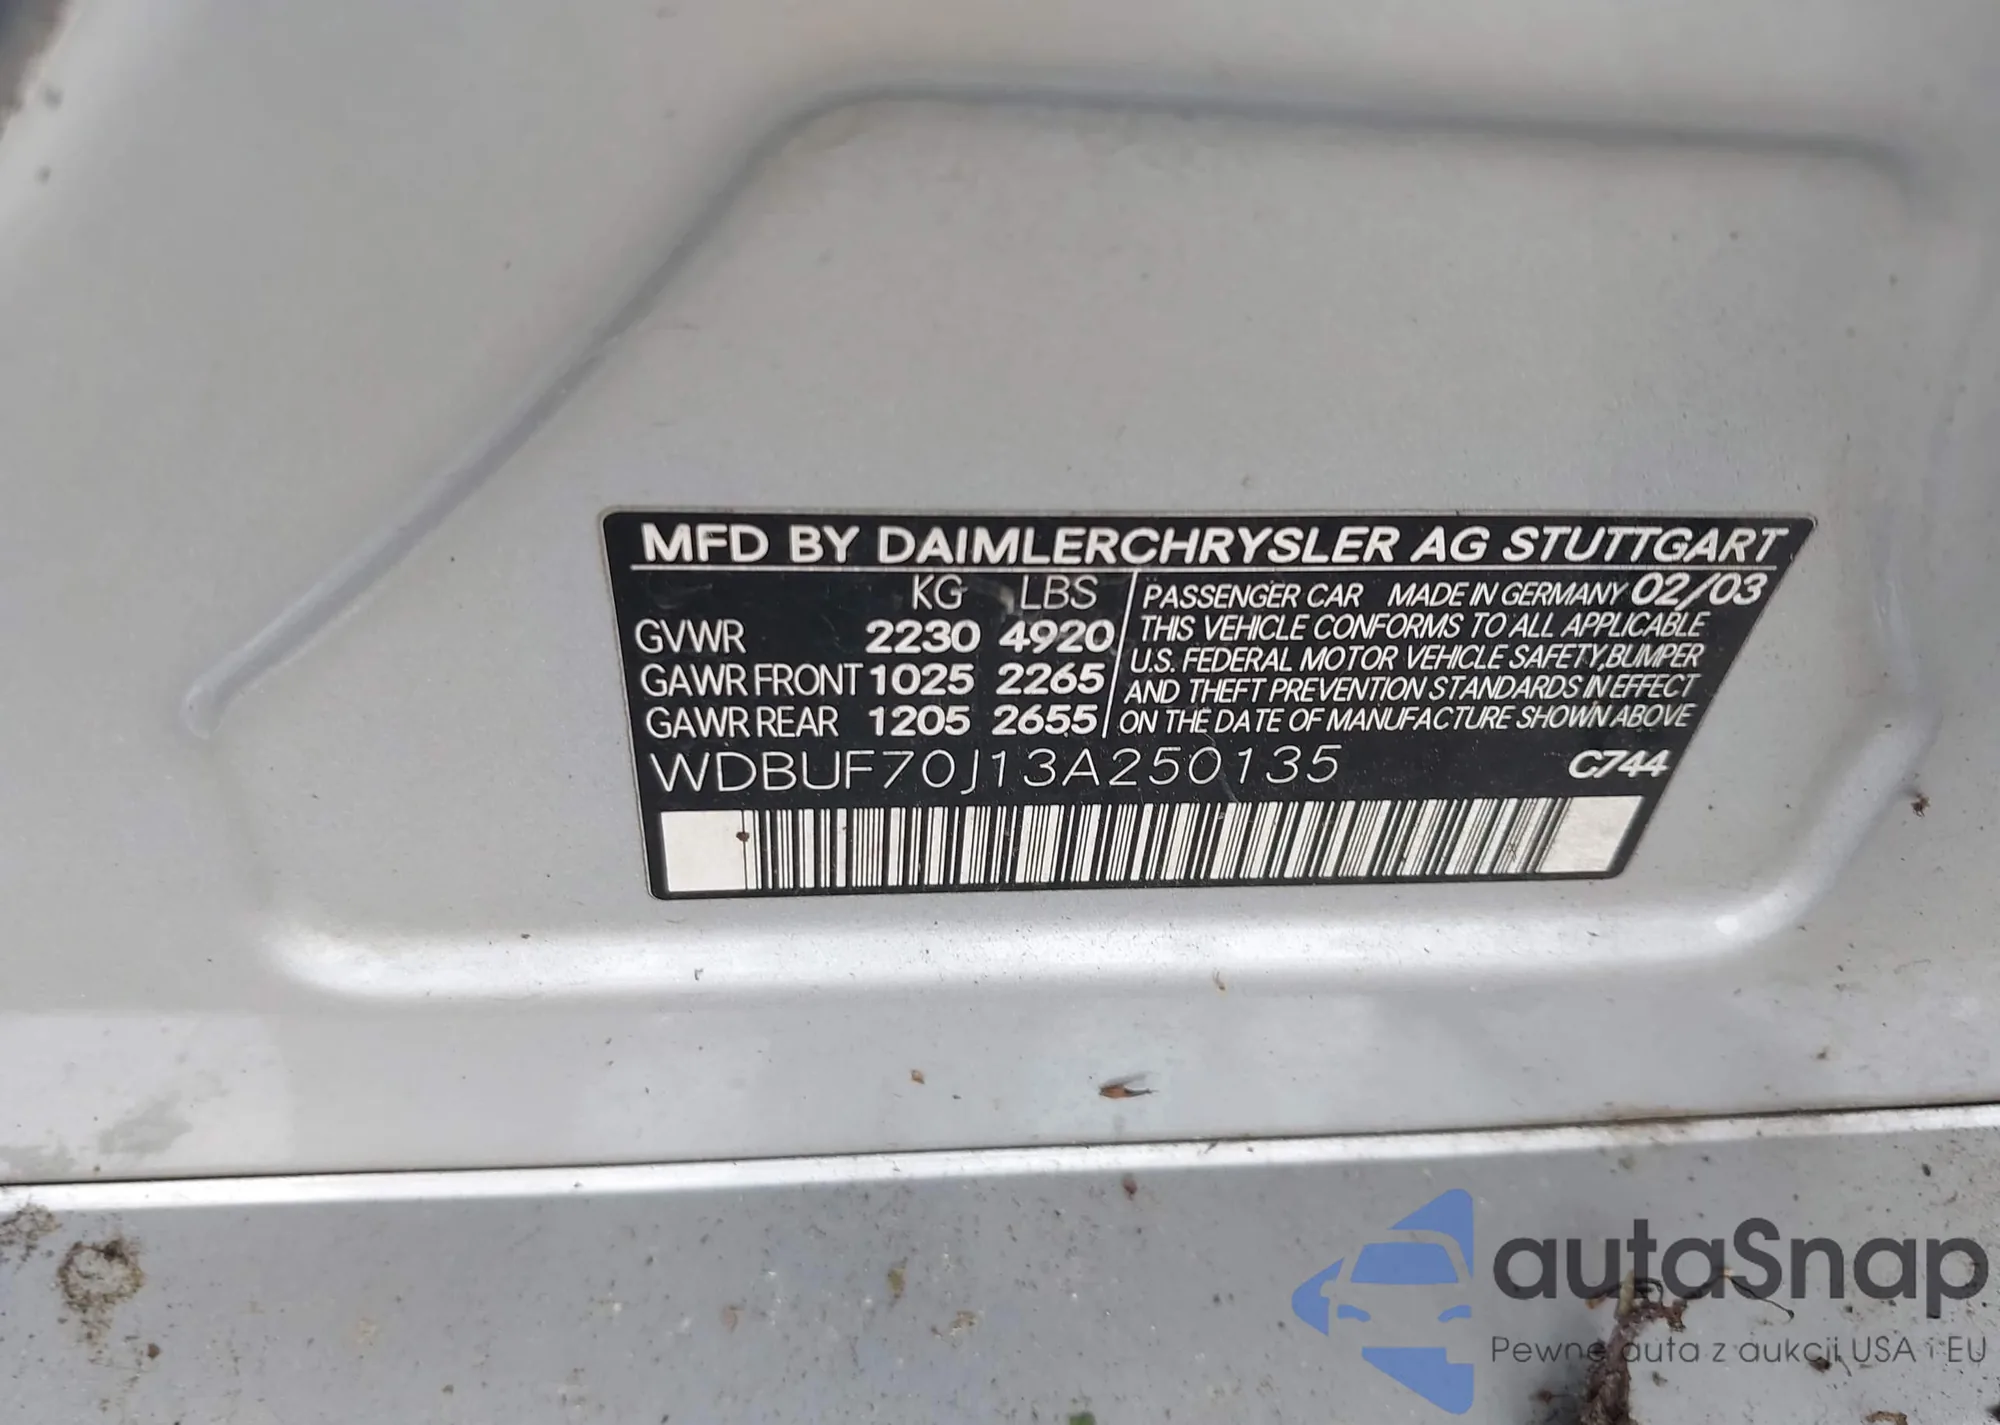 MFD BY DAIMLERCHRYSLER AG STUTTGART
KG LBS
GVWR 2230 4920
GAWR FRONT 1025 2265
GAWR REAR 1205 2655
PASSENGER CAR MADE IN GERMANY 02/03
THIS VEHICLE CONFORMS TO ALL APPLICABLE
U.S. FEDERAL MOTOR VEHICLE SAFETY,BUMPER
AND THEFT PREVENTION STANDARDS IN EFFECT
ON THE DATE OF MANUFACTURE SHOWN ABOVE
WDBUF70J13A250135 C744
autoSnap
Pewne auta z aukcji USA i EU